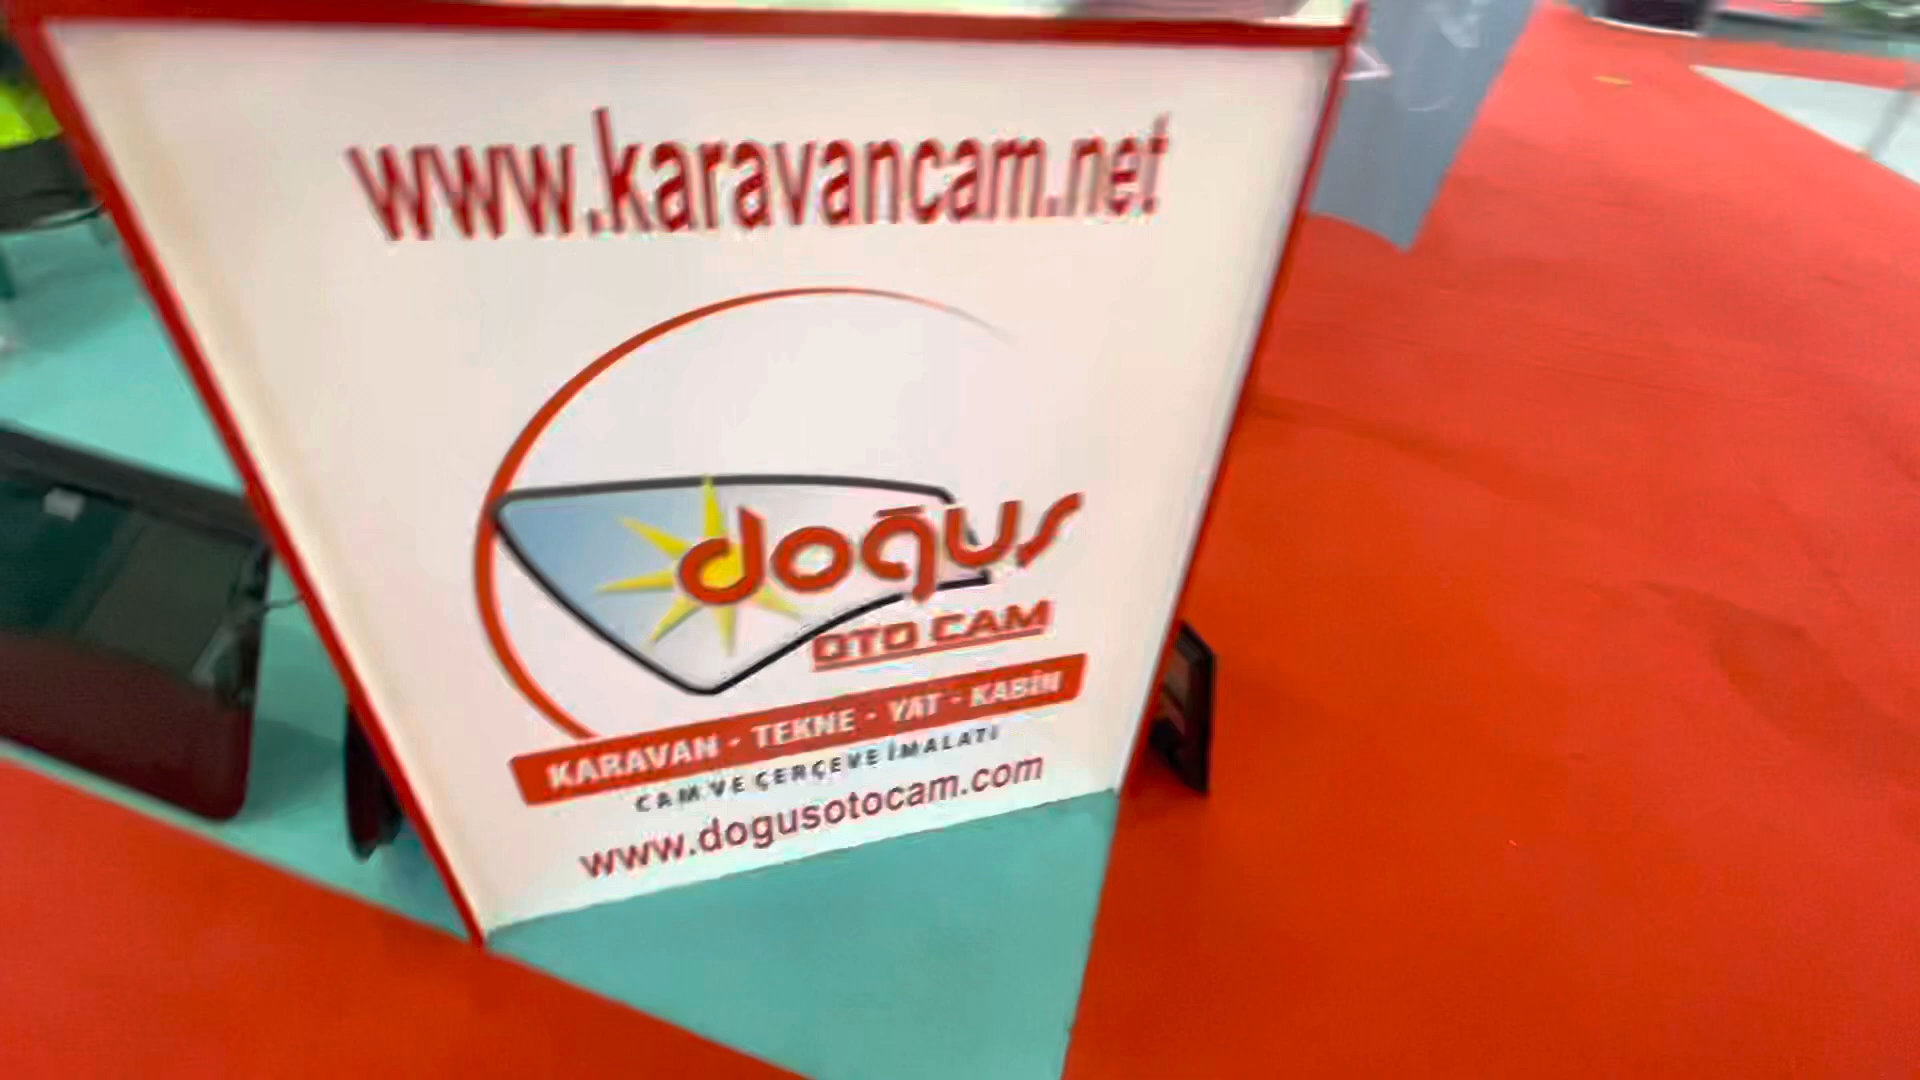 www.karavancam.net
doğuş
OTO CAM
KARAVAN - TEKNE - YAT - KABİN
CAM VE ÇERÇEVE İMALATI
www.dogusotocam.com